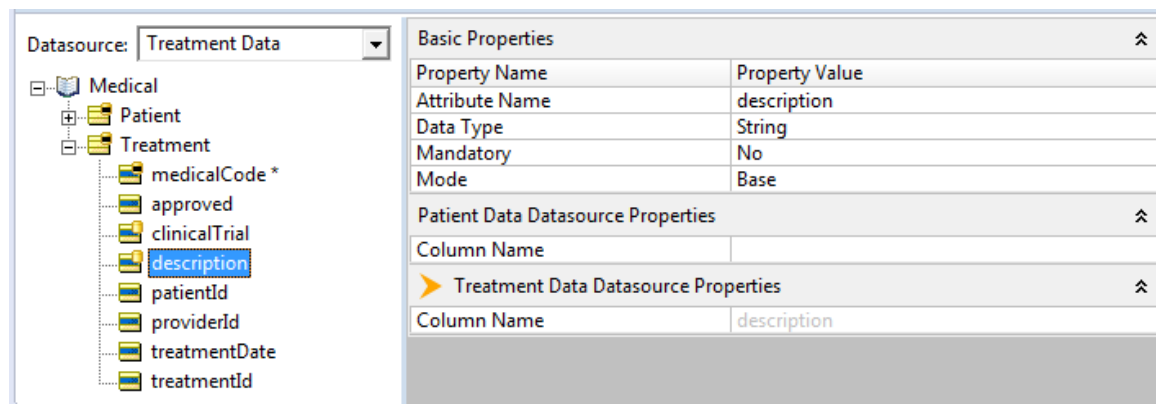 Datasource: Treatment Data
Medical
Patient
Treatment
medicalCode *
approved
clinicalTrial
description
patientId
providerId
treatmentDate
treatmentId
Basic Properties
Property Name Property Value
Attribute Name description
Data Type String
Mandatory No
Mode Base
Patient Data Datasource Properties
Column Name
Treatment Data Datasource Properties
Column Name description